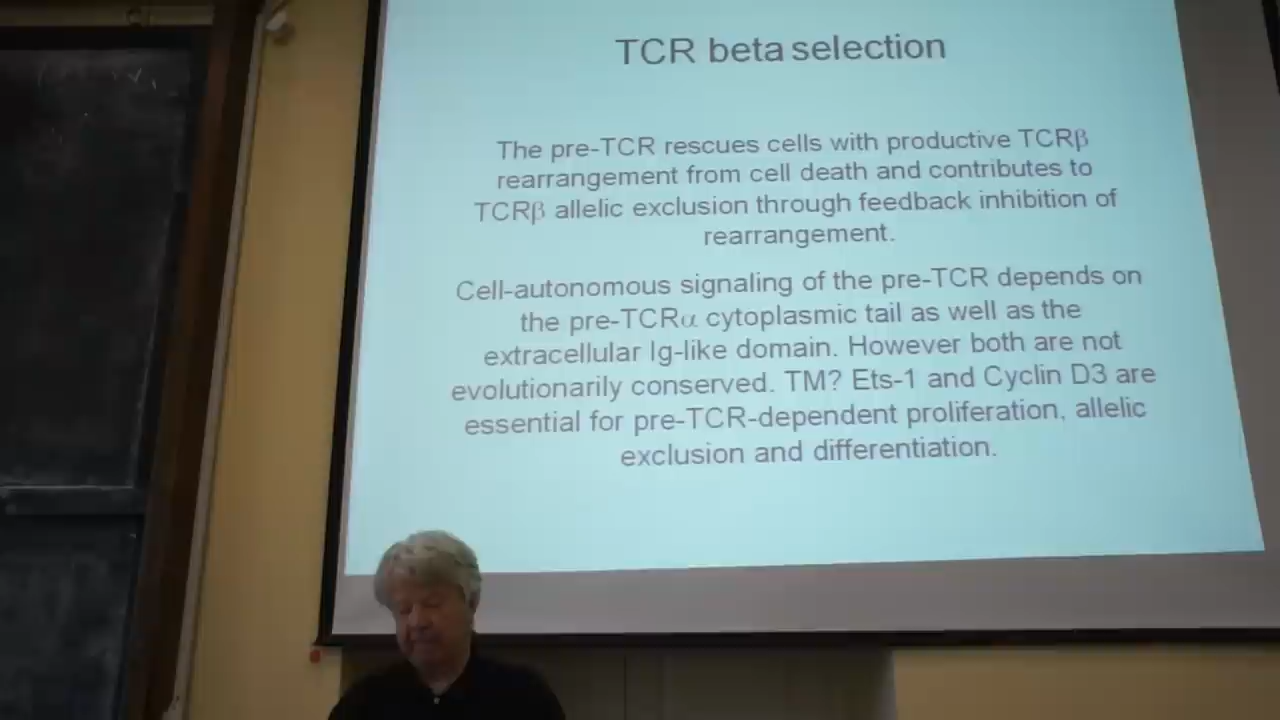 TCR beta selection
The pre-TCR rescues cells with productive TCRβ
rearrangement from cell death and contributes to
TCRβ allelic exclusion through feedback inhibition of
rearrangement.
Cell-autonomous signaling of the pre-TCR depends on
the pre-TCRα cytoplasmic tail as well as the
extracellular Ig-like domain. However both are not
evolutionarily conserved. TM? Ets-1 and Cyclin D3 are
essential for pre-TCR-dependent proliferation, allelic
exclusion and differentiation.